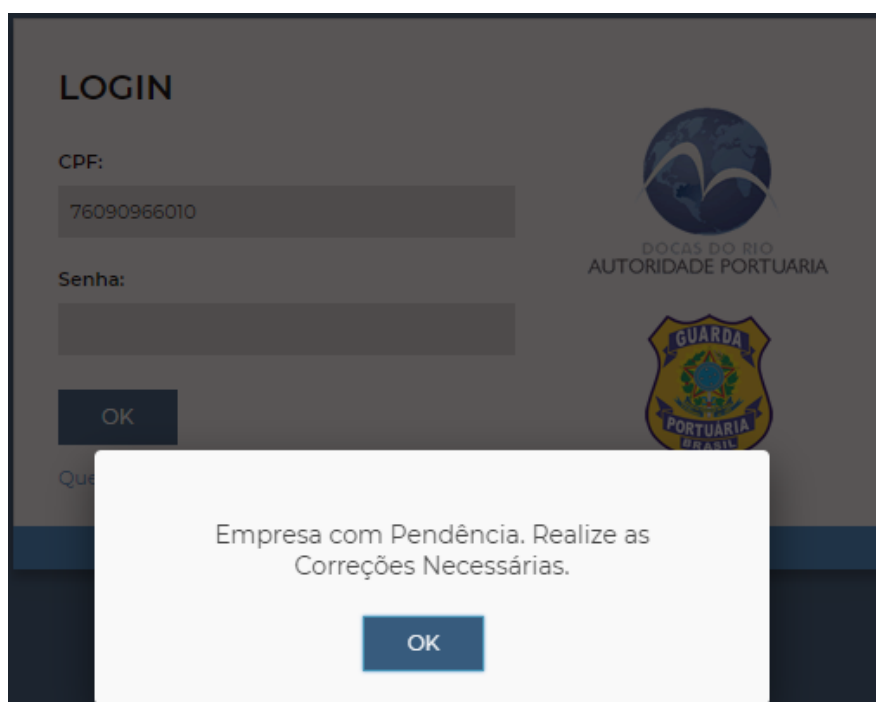 LOGIN
CPF:
76090966010
DOCAS DO RIO
AUTORIDADE PORTUARIA
Senha:
GUARDA
PORTUÁRIA
BRASIL
OK
Que
Empresa com Pendência. Realize as
Correções Necessárias.
OK